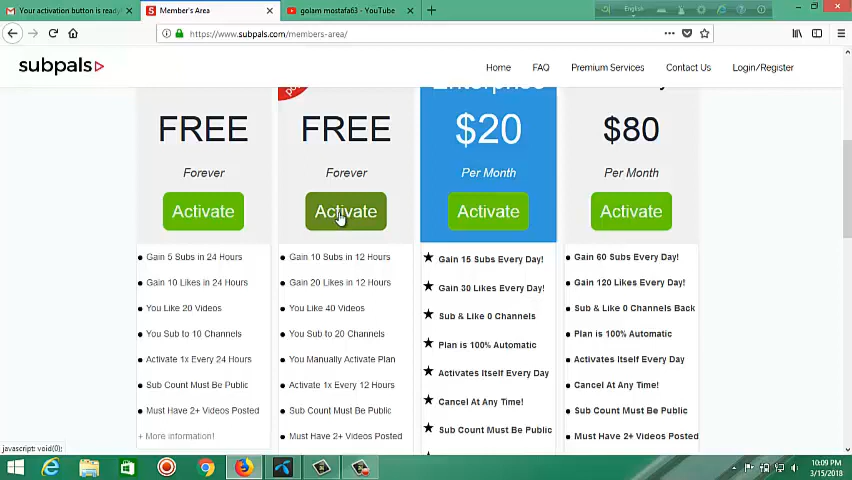 Your activation button is ready
Member's Area
golam mostafa63 - YouTube
English
https://www.subpals.com/members-area/
subpals
Home
FAQ
Premium Services
Contact Us
Login/Register
FREE
FREE
$20
$80
Forever
Forever
Per Month
Per Month
Activate
Activate
Activate
Activate
Gain 5 Subs in 24 Hours
Gain 10 Likes in 24 Hours
You Like 20 Videos
You Sub to 10 Channels
Activate 1x Every 24 Hours
Sub Count Must Be Public
Must Have 2+ Videos Posted
+ More information!
Gain 10 Subs in 12 Hours
Gain 20 Likes in 12 Hours
You Like 40 Videos
You Sub to 20 Channels
You Manually Activate Plan
Activate 1x Every 12 Hours
Sub Count Must Be Public
Must Have 2+ Videos Posted
Gain 15 Subs Every Day!
Gain 30 Likes Every Day!
Sub & Like 0 Channels
Plan is 100% Automatic
Activates Itself Every Day
Cancel At Any Time!
Sub Count Must Be Public
Gain 60 Subs Every Day!
Gain 120 Likes Every Day!
Sub & Like 0 Channels Back
Plan is 100% Automatic
Activates Itself Every Day
Cancel At Any Time!
Sub Count Must Be Public
Must Have 2+ Videos Posted
javascript: void(0);
10:09 PM
3/15/2018